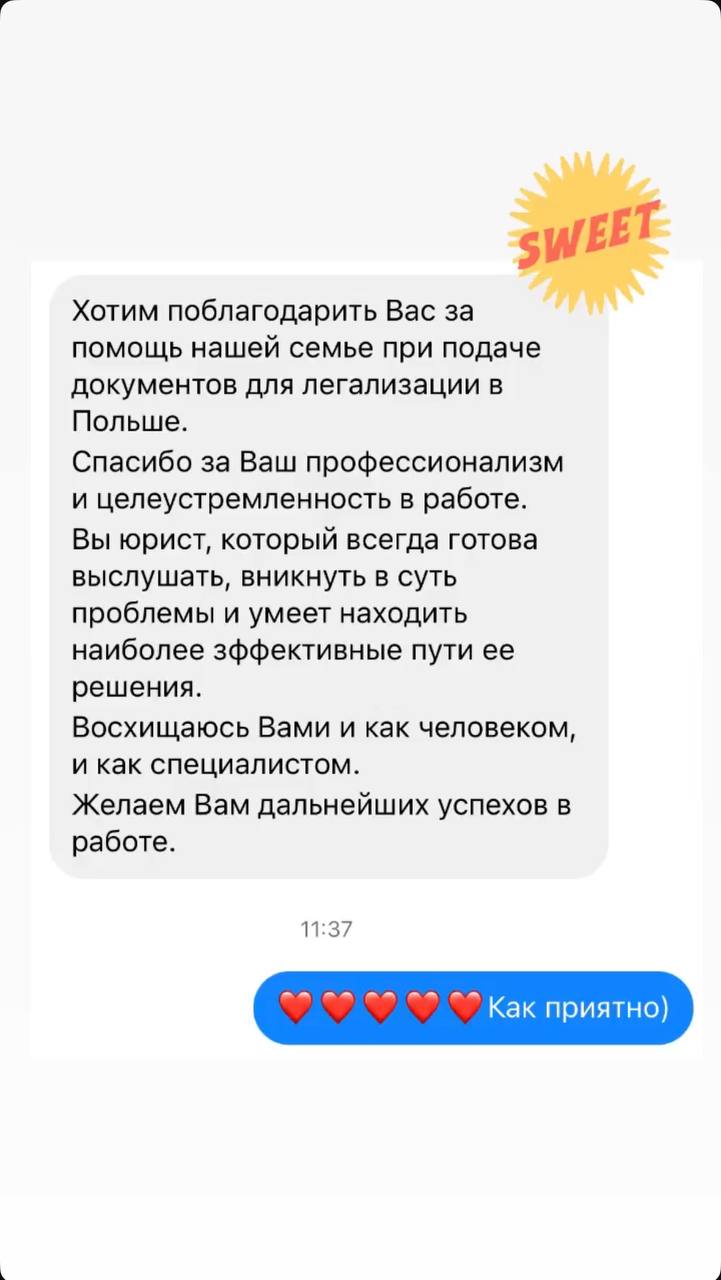 SWEET
Хотим поблагодарить Вас за
помощь нашей семье при подаче
документов для легализации в
Польше.
Спасибо за Ваш профессионализм
и целеустремленность в работе.
Вы юрист, который всегда готова
выслушать, вникнуть в суть
проблемы и умеет находить
наиболее зффективные пути ее
решения.
Восхищаюсь Вами и как человеком,
и как специалистом.
Желаем Вам дальнейших успехов в
работе.
11:37
❤️❤️❤️❤️❤️Как приятно)